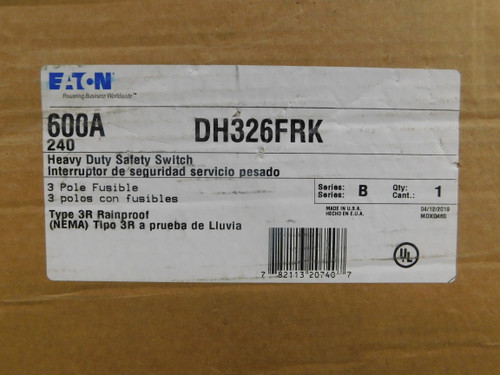 EATON
Powering Business Worldwide
600A DH326FRK
240
Heavy Duty Safety Switch
Interruptor de seguridad servicio pesado
3 Pole Fusible
3 polos con fusibles
Series: B Qty: 1
Series: Cant.:
Type 3R Rainproof
(NEMA) Tipo 3R a prueba de Lluvia
MADE IN U.S.A.
HECHO EN E.U.A.
04/12/2019
UL
7 82113 20740 7